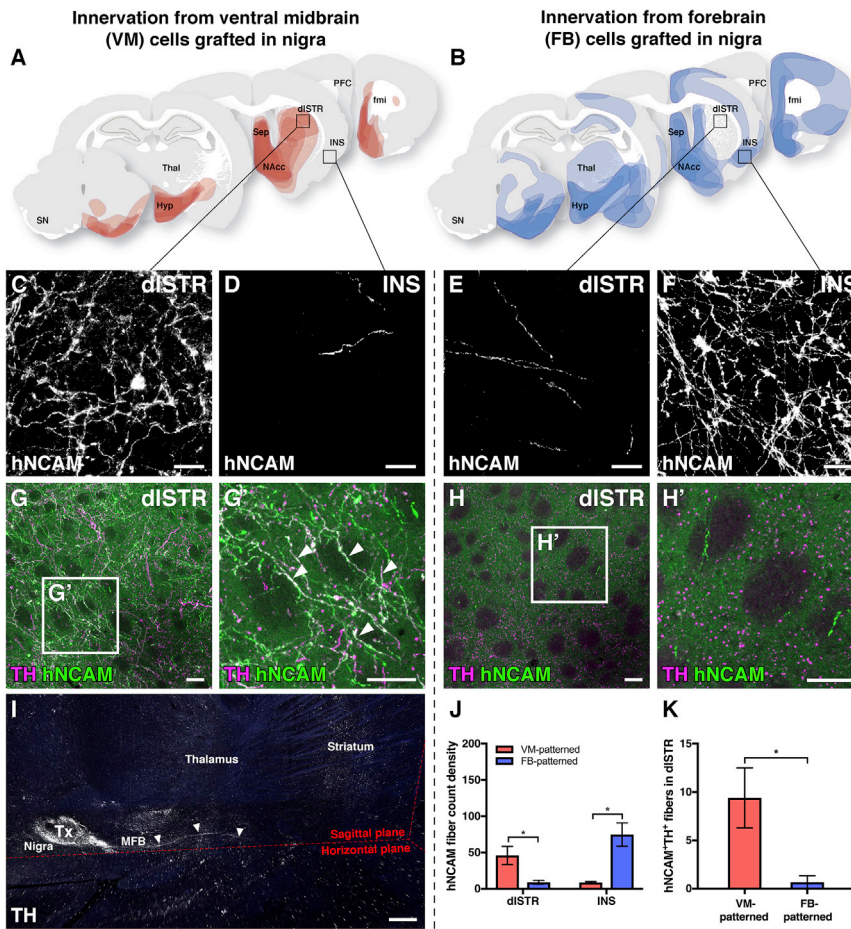 Innervation from ventral midbrain
(VM) cells grafted in nigra
Innervation from forebrain
(FB) cells grafted in nigra
A
PFC
fmi
dlSTR
Sep
INS
Thal
NAcc
Hyp
SN
B
PFC
fmi
dlSTR
Sep
INS
Thal
NAcc
Hyp
SN
C dlSTR
hNCAM
D INS
hNCAM
E dlSTR
hNCAM
F INS
hNCAM
G dlSTR
G'
TH hNCAM
G'
TH hNCAM
H dlSTR
H'
TH hNCAM
H'
TH hNCAM
I
Thalamus
Striatum
Tx
Nigra
MFB
Sagittal plane
Horizontal plane
TH
J
hNCAM fiber count density
200
150
100
50
0
VM-patterned
FB-patterned
*
*
dlSTR
INS
K
hNCAM⁺TH⁺ fibers in dlSTR
15
10
5
0
*
VM-
patterned
FB-
patterned